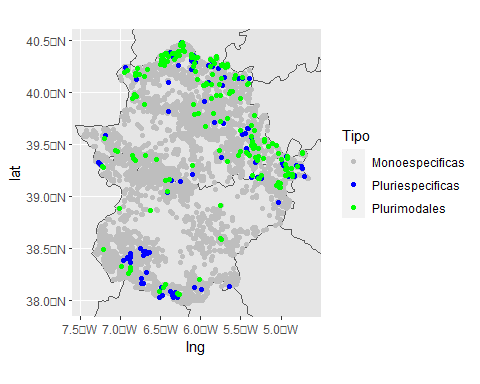 40.5□N
40.0□N
39.5□N
39.0□N
38.5□N
38.0□N
lat
7.5□W
7.0□W
6.5□W
6.0□W
5.5□W
5.0□W
lng
Tipo
Monoespecificas
Pluriespecificas
Plurimodales